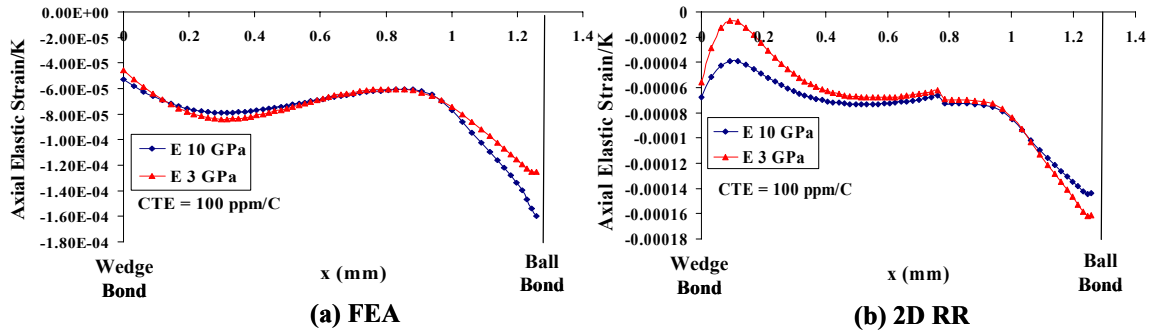 (a)
Axial Elastic Strain/K
0.00E+00
-2.00E-05
-4.00E-05
-6.00E-05
-8.00E-05
-1.00E-04
-1.20E-04
-1.40E-04
-1.60E-04
-1.80E-04
0 0.2 0.4 0.6 0.8 1 1.2
E 10 GPa
E 3 GPa
CTE = 100 ppm/C
Wedge
Bond
x (mm)
Ball
Bond
(a) FEA
(b)
Axial Elastic Strain/K
0
-0.00002
-0.00004
-0.00006
-0.00008
-0.0001
-0.00012
-0.00014
-0.00016
-0.00018
0 0.2 0.4 0.6 0.8 1 1.2
E 10 GPa
E 3 GPa
CTE = 100 ppm/C
Wedge
Bond
x (mm)
Ball
Bond
(b) 2D RR